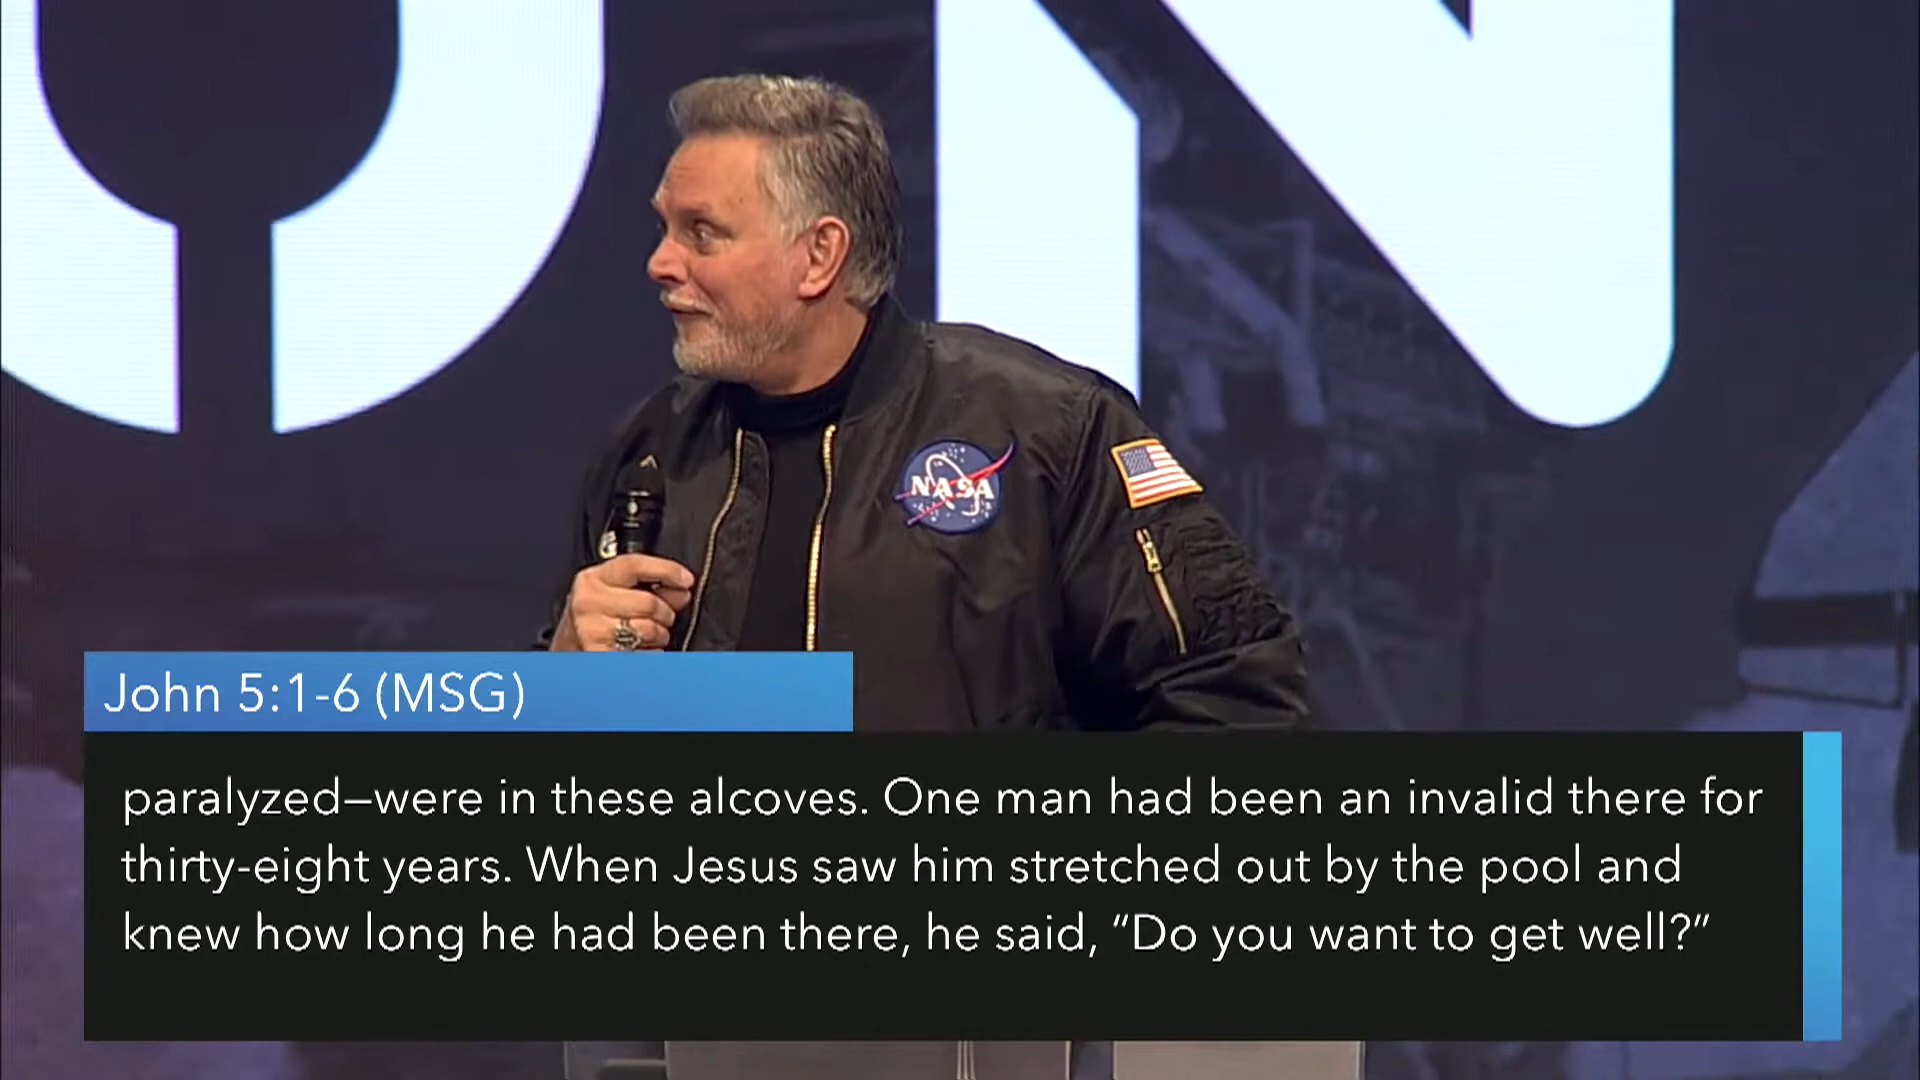 NASA
John 5:1-6 (MSG)
paralyzed—were in these alcoves. One man had been an invalid there for
thirty-eight years. When Jesus saw him stretched out by the pool and
knew how long he had been there, he said, “Do you want to get well?”